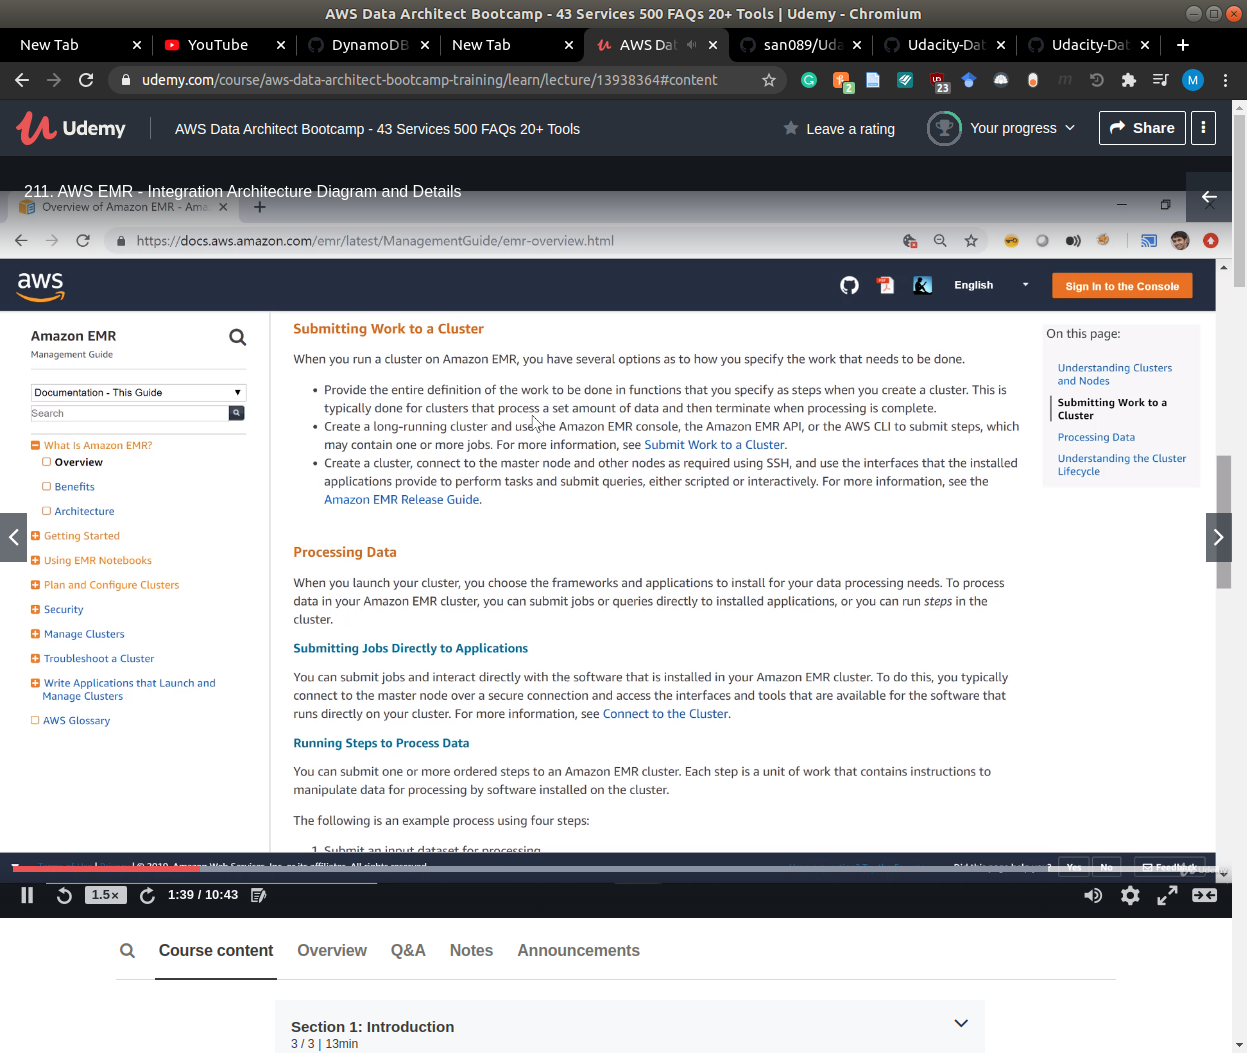 AWS Data Architect Bootcamp - 43 Services 500 FAQs 20+ Tools | Udemy - Chromium
New Tab
YouTube
DynamoDB
New Tab
AWS Dat
san089/Uda
Udacity-Dat
Udacity-Dat
udemy.com/course/aws-data-architect-bootcamp-training/learn/lecture/13938364#content
2
23
M
Udemy
AWS Data Architect Bootcamp - 43 Services 500 FAQs 20+ Tools
Leave a rating
Your progress
Share
211. AWS EMR - Integration Architecture Diagram and Details
Overview of Amazon EMR - Ama
https://docs.aws.amazon.com/emr/latest/ManagementGuide/emr-overview.html
aws
English
Sign In to the Console
Amazon EMR
Management Guide
Documentation - This Guide
Search
What Is Amazon EMR?
Overview
Benefits
Architecture
Getting Started
Using EMR Notebooks
Plan and Configure Clusters
Security
Manage Clusters
Troubleshoot a Cluster
Write Applications that Launch and
Manage Clusters
AWS Glossary
Submitting Work to a Cluster
When you run a cluster on Amazon EMR, you have several options as to how you specify the work that needs to be done.
• Provide the entire definition of the work to be done in functions that you specify as steps when you create a cluster. This is
typically done for clusters that process a set amount of data and then terminate when processing is complete.
• Create a long-running cluster and use the Amazon EMR console, the Amazon EMR API, or the AWS CLI to submit steps, which
may contain one or more jobs. For more information, see Submit Work to a Cluster.
• Create a cluster, connect to the master node and other nodes as required using SSH, and use the interfaces that the installed
applications provide to perform tasks and submit queries, either scripted or interactively. For more information, see the
Amazon EMR Release Guide.
Processing Data
When you launch your cluster, you choose the frameworks and applications to install for your data processing needs. To process
data in your Amazon EMR cluster, you can submit jobs or queries directly to installed applications, or you can run steps in the
cluster.
Submitting Jobs Directly to Applications
You can submit jobs and interact directly with the software that is installed in your Amazon EMR cluster. To do this, you typically
connect to the master node over a secure connection and access the interfaces and tools that are available for the software that
runs directly on your cluster. For more information, see Connect to the Cluster.
Running Steps to Process Data
You can submit one or more ordered steps to an Amazon EMR cluster. Each step is a unit of work that contains instructions to
manipulate data for processing by software installed on the cluster.
The following is an example process using four steps:
1. Submit an input dataset for processing
On this page:
Understanding Clusters
and Nodes
Submitting Work to a
Cluster
Processing Data
Understanding the Cluster
Lifecycle
Yes
No
Feedback
1.5×
1:39 / 10:43
Course content
Overview
Q&A
Notes
Announcements
Section 1: Introduction
3 / 3 | 13min